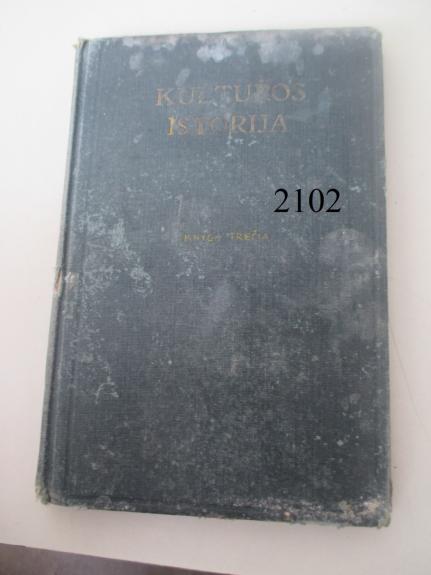 KULTUROS
ISTORIJA
2102
KNYGA TREČIA